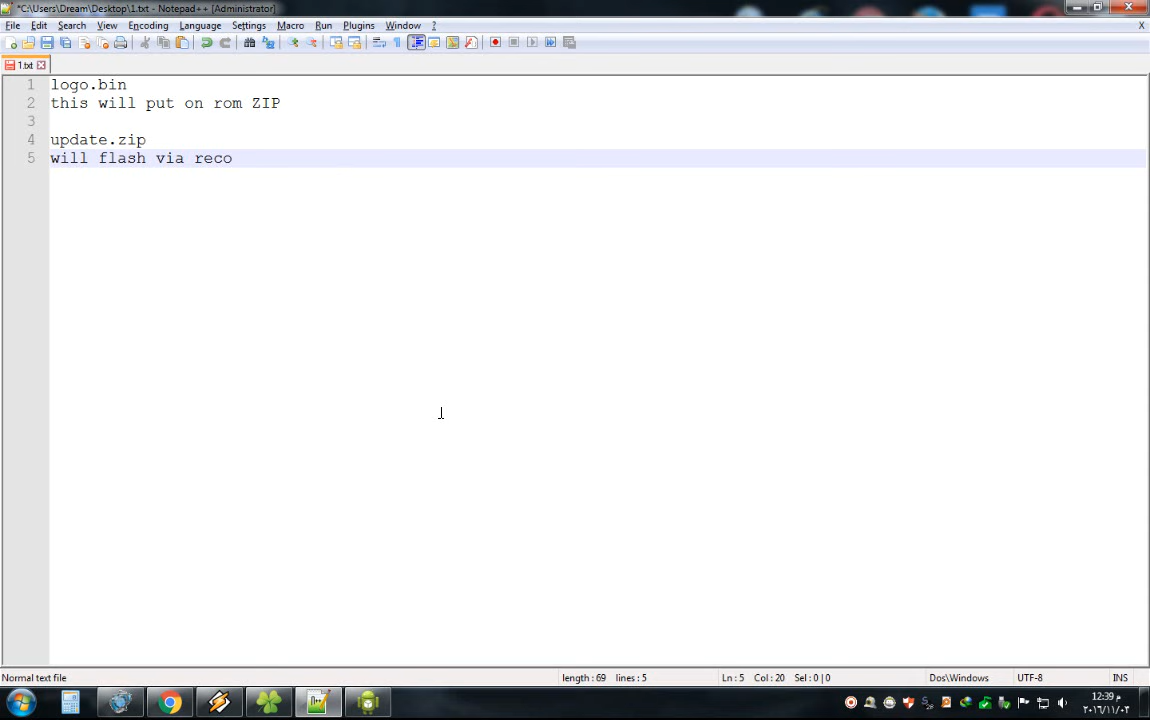 *C:\Users\Dream\Desktop\1.txt - Notepad++ [Administrator]
File Edit Search View Encoding Language Settings Macro Run Plugins Window ? X
1.txt
1 logo.bin
2 this will put on rom ZIP
3
4 update.zip
5 will flash via reco
Normal text file length : 69 lines : 5 Ln : 5 Col : 20 Sel : 0 | 0 Dos\Windows UTF-8 INS
12:39 م
٢٠١٦/١١/٠٣